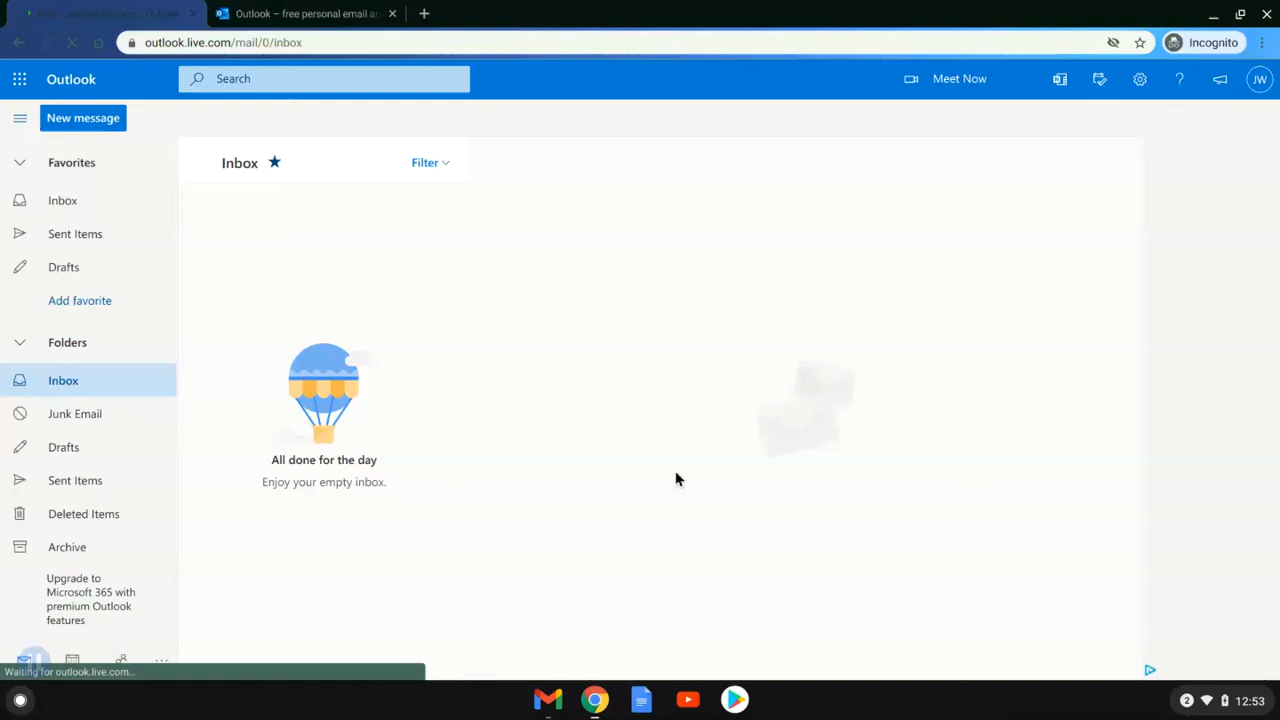 Outlook – free personal email a
outlook.live.com/mail/0/inbox
Incognito
Outlook
Search
Meet Now
JW
New message
Favorites
Inbox
Filter
Inbox
Sent Items
Drafts
Add favorite
Folders
Inbox
Junk Email
Drafts
Sent Items
Deleted Items
Archive
All done for the day
Enjoy your empty inbox.
Upgrade to
Microsoft 365 with
premium Outlook
features
Waiting for outlook.live.com...
2
12:53